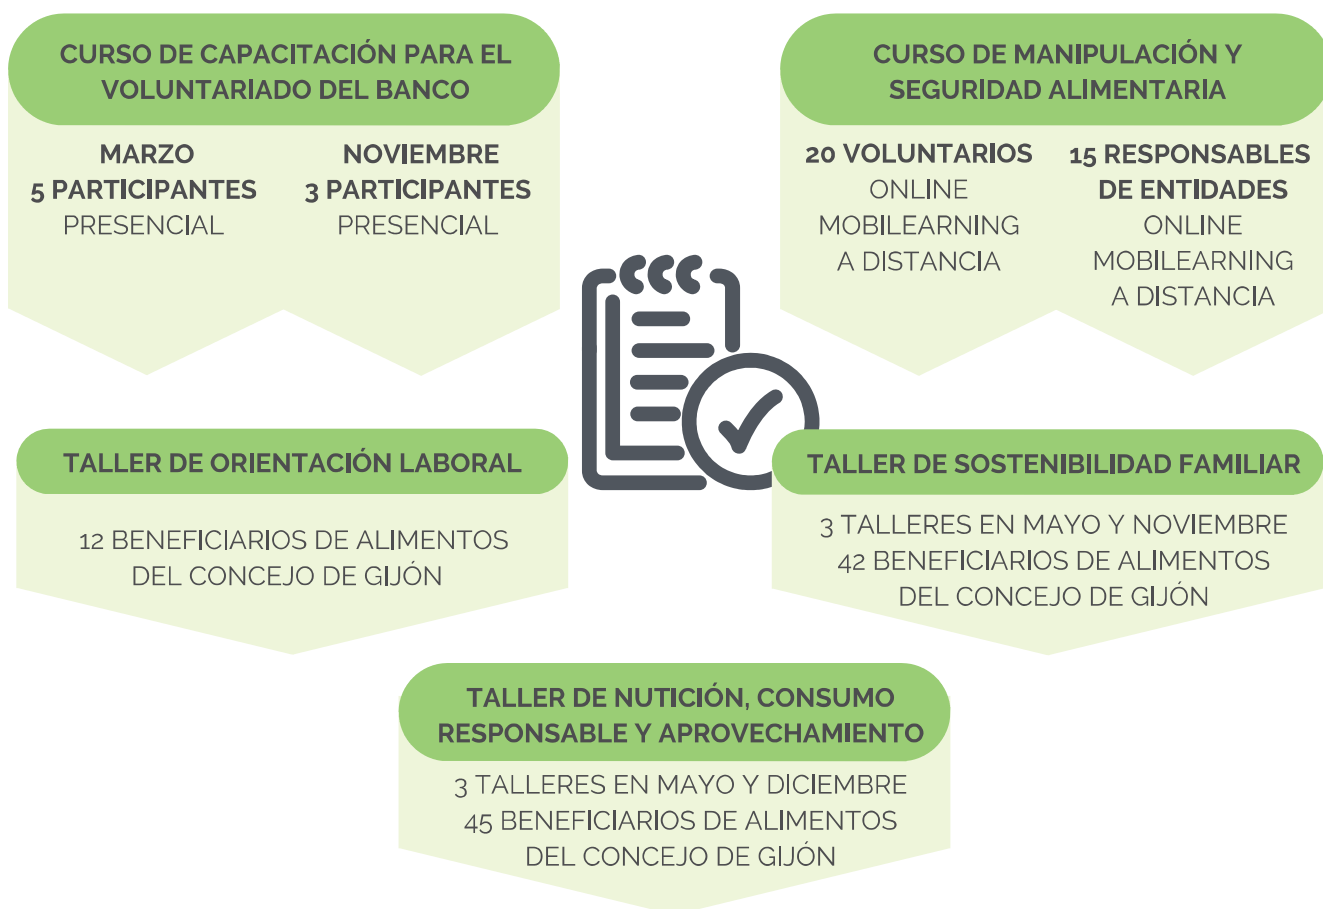 CURSO DE CAPACITACIÓN PARA EL
VOLUNTARIADO DEL BANCO
MARZO
5 PARTICIPANTES
PRESENCIAL
NOVIEMBRE
3 PARTICIPANTES
PRESENCIAL
CURSO DE MANIPULACIÓN Y
SEGURIDAD ALIMENTARIA
20 VOLUNTARIOS
ONLINE
MOBILEARNING
A DISTANCIA
15 RESPONSABLES
DE ENTIDADES
ONLINE
MOBILEARNING
A DISTANCIA
TALLER DE ORIENTACIÓN LABORAL
12 BENEFICIARIOS DE ALIMENTOS
DEL CONCEJO DE GIJÓN
TALLER DE SOSTENIBILIDAD FAMILIAR
3 TALLERES EN MAYO Y NOVIEMBRE
42 BENEFICIARIOS DE ALIMENTOS
DEL CONCEJO DE GIJÓN
TALLER DE NUTICIÓN, CONSUMO
RESPONSABLE Y APROVECHAMIENTO
3 TALLERES EN MAYO Y DICIEMBRE
45 BENEFICIARIOS DE ALIMENTOS
DEL CONCEJO DE GIJÓN